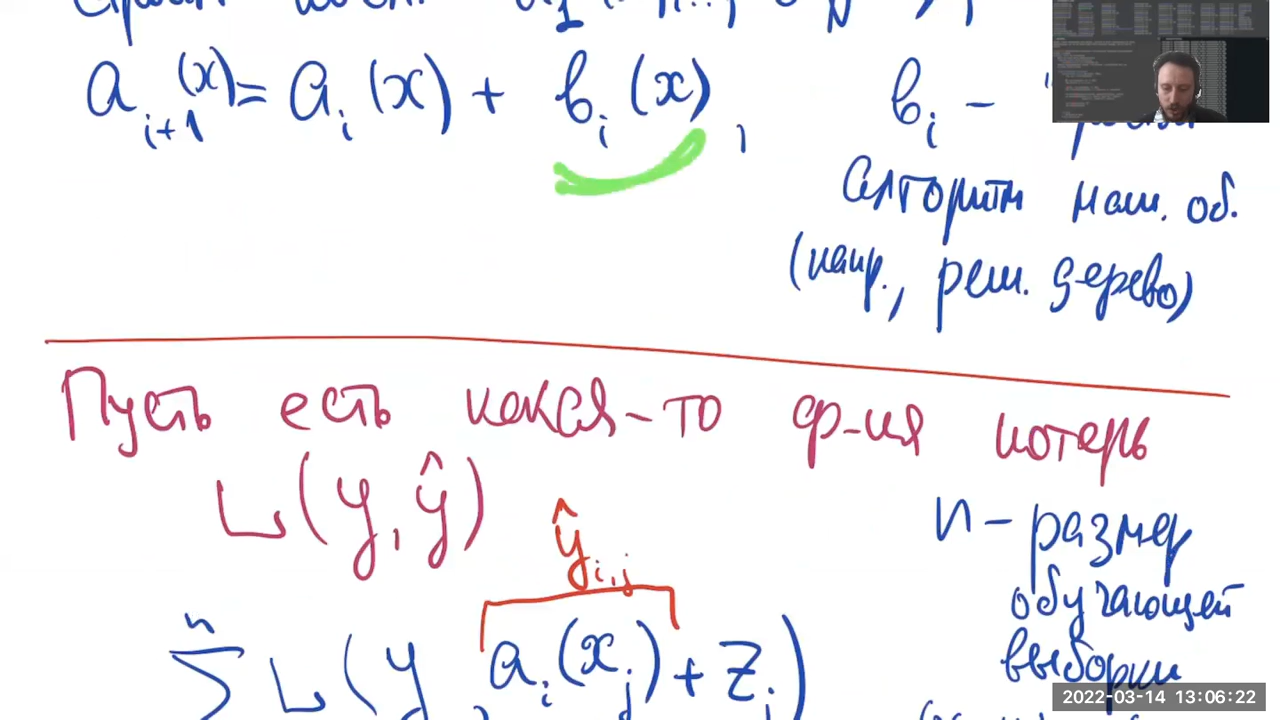 a_{i+1}(x) = a_i(x) + b_i(x), b_i -
алгоритм маш. об.
(напр., реш. дерево)
Пусть есть какая-то ф-ия потерь
L(y, ŷ)
n - размер
обучающей
выборки
ŷ_{i,j}
n
∑ L(y, a_i(x_j) + z_j)
2022-03-14 13:06:22